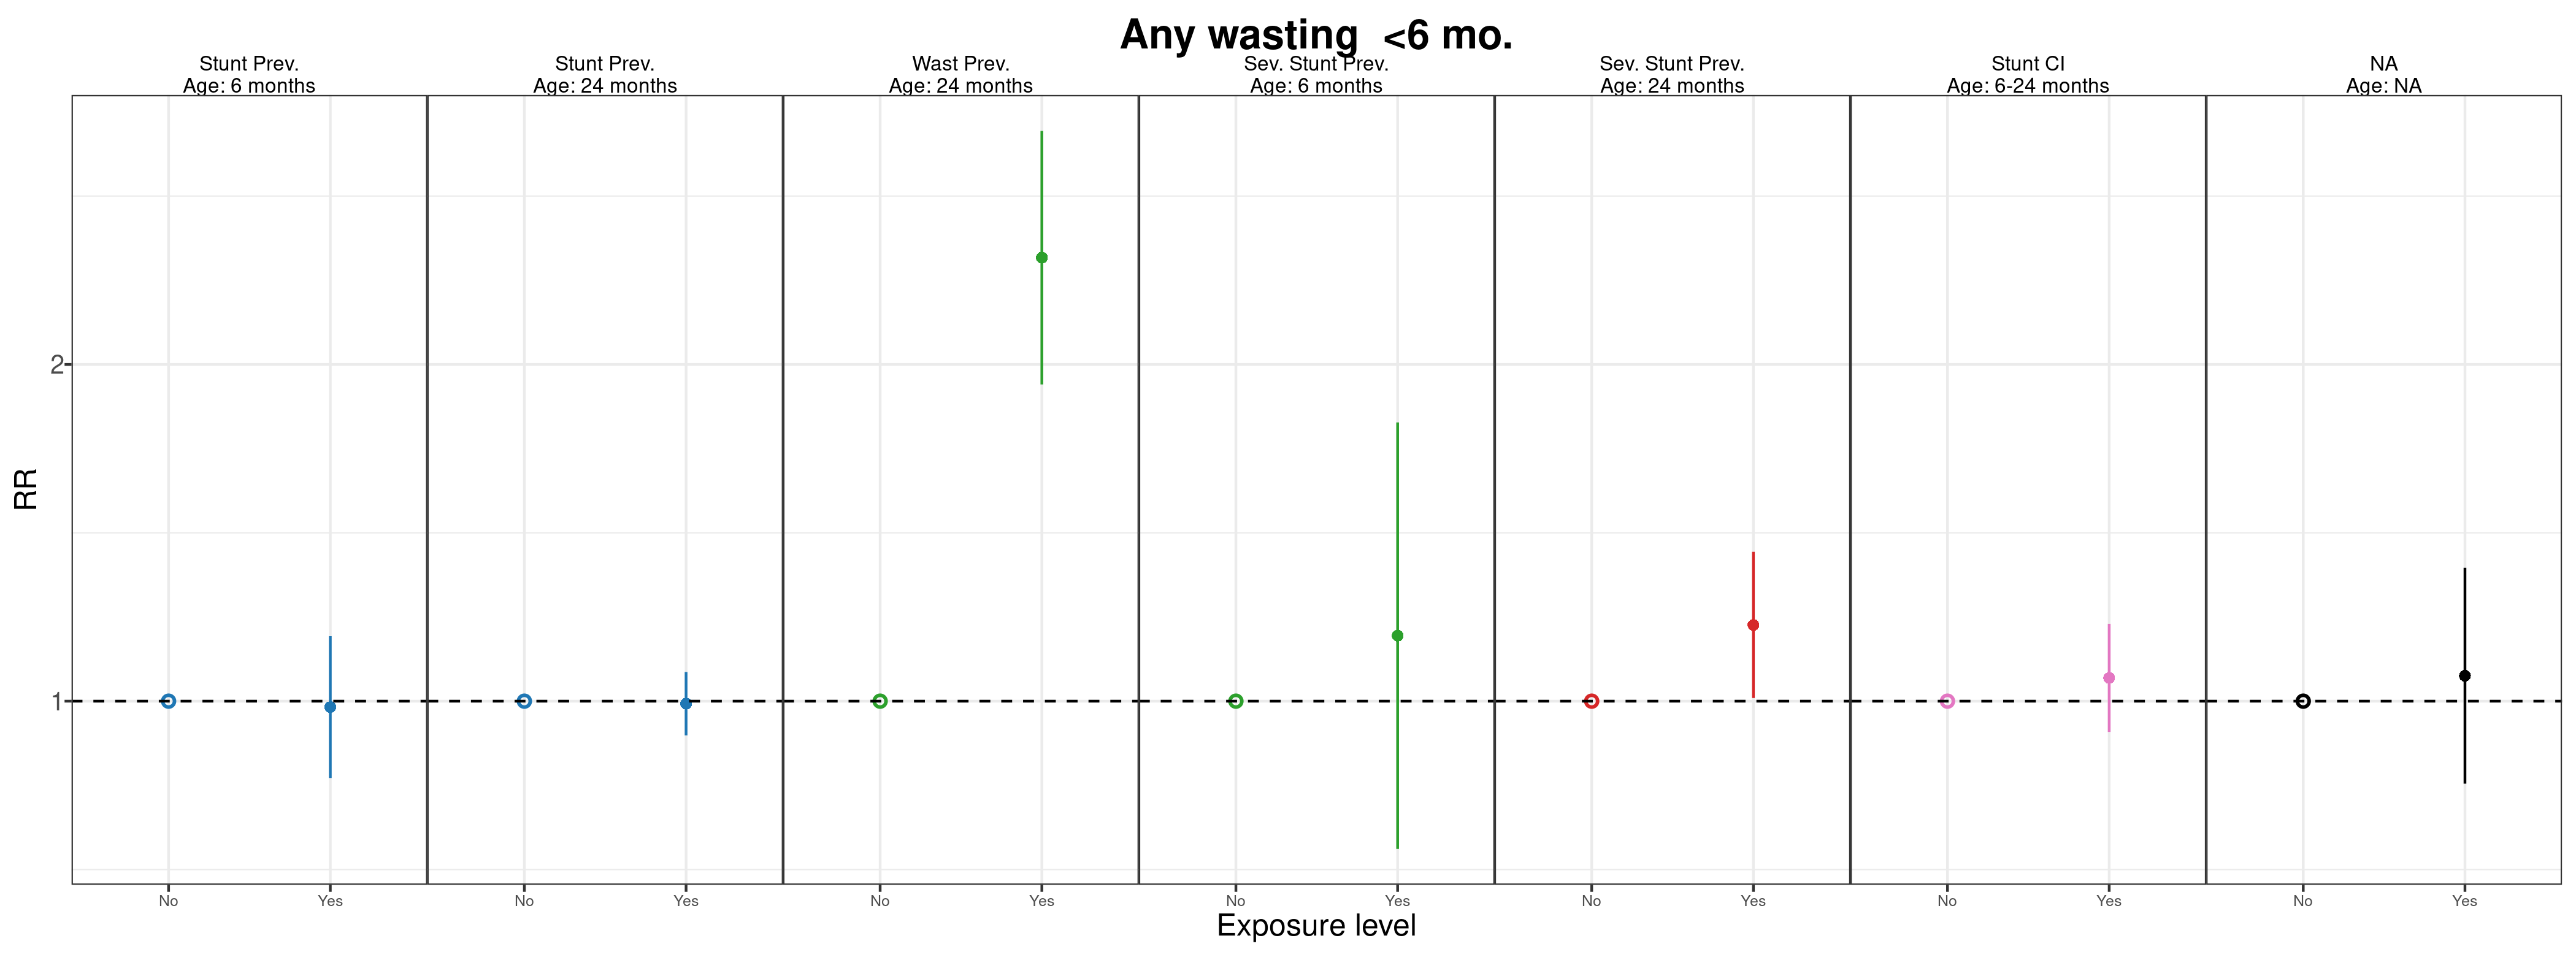 Any wasting  <6 mo.
Stunt Prev.
Age: 6 months
Stunt Prev.
Age: 24 months
Wast Prev.
Age: 24 months
Sev. Stunt Prev.
Age: 6 months
Sev. Stunt Prev.
Age: 24 months
Stunt CI
Age: 6-24 months
NA
Age: NA
RR
2
1
No Yes No Yes No Yes No Yes No Yes No Yes No Yes
Exposure level